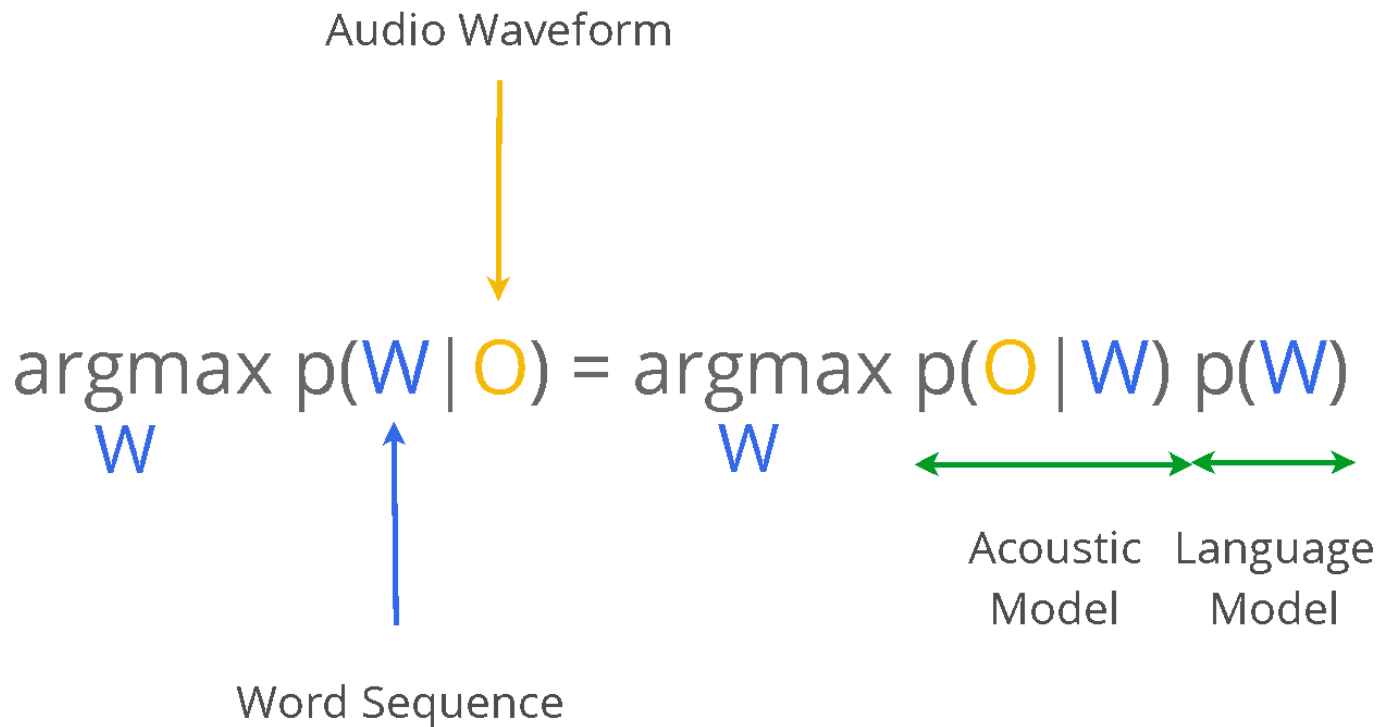 Audio Waveform
argmax p(W|O) = argmax p(O|W) p(W)
W W
Acoustic Language
Model Model
Word Sequence